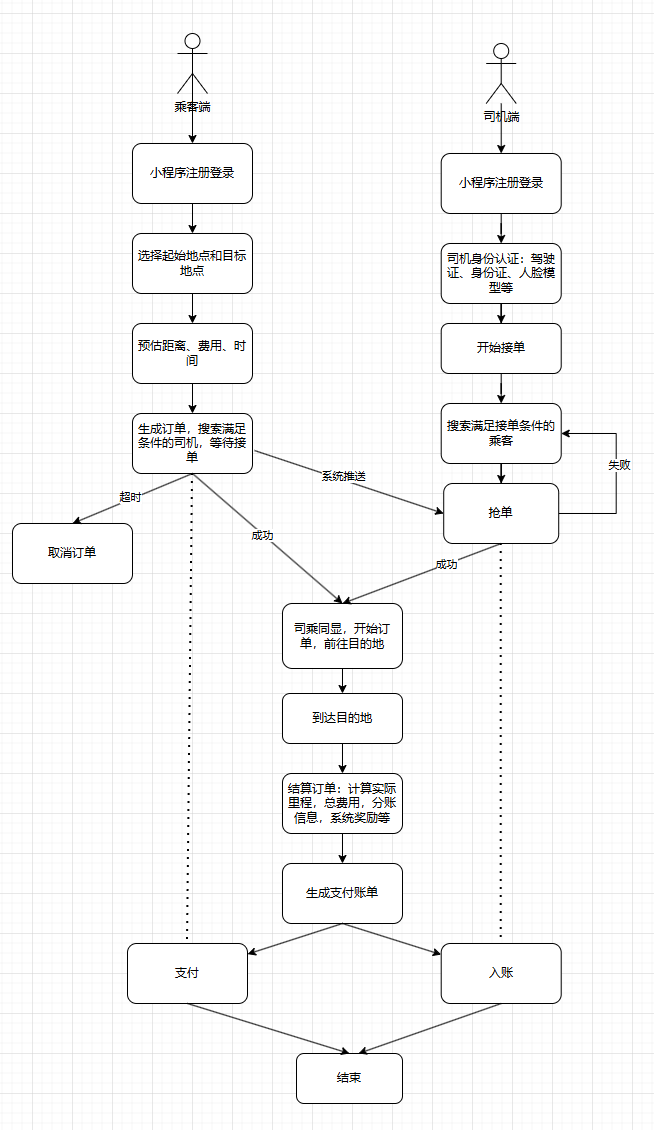 乘客端
司机端
小程序注册登录
小程序注册登录
选择起始地点和目标
地点
司机身份认证：驾驶
证、身份证、人脸模
型等
预估距离、费用、时
间
开始接单
生成订单，搜索满足
条件的司机，等待接
单
搜索满足接单条件的
乘客
失败
系统推送
超时
抢单
成功
取消订单
成功
司乘同显，开始订
单，前往目的地
到达目的地
结算订单：计算实际
里程，总费用，分账
信息，系统奖励等
生成支付账单
支付
入账
结束